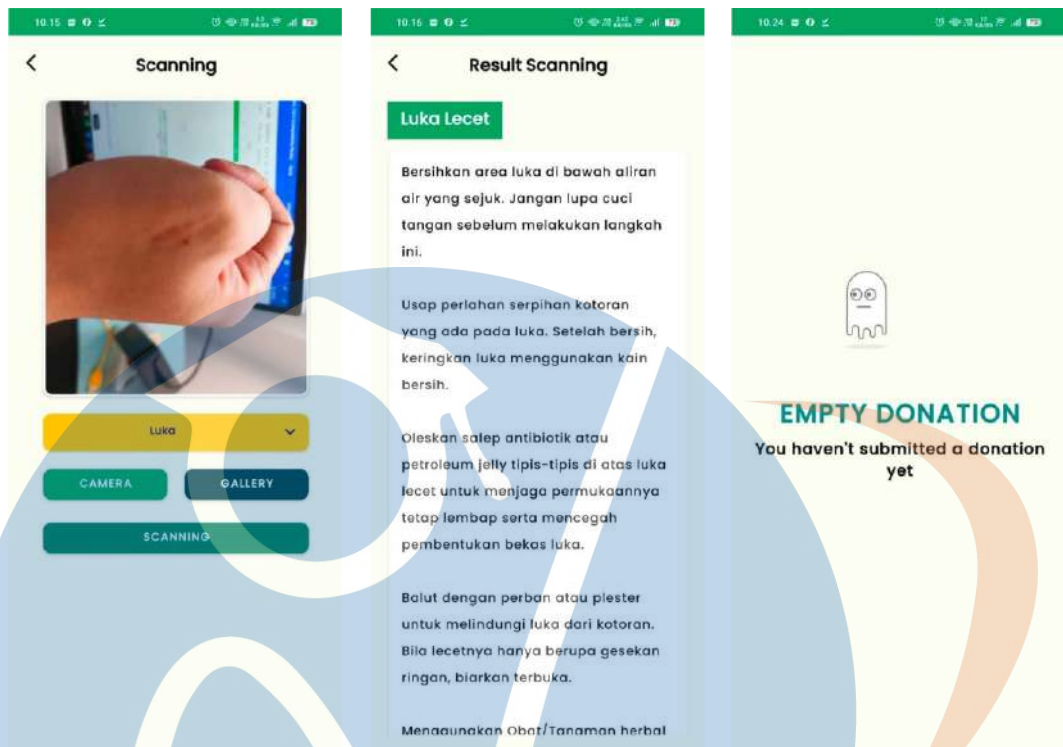 10.15
Scanning
Luka
CAMERA
GALLERY
SCANNING
10.16
Result Scanning
Luka Lecet
Bersihkan area luka di bawah aliran
air yang sejuk. Jangan lupa cuci
tangan sebelum melakukan langkah
ini.
Usap perlahan serpihan kotoran
yang ada pada luka. Setelah bersih,
keringkan luka menggunakan kain
bersih.
Oleskan salep antibiotik atau
petroleum jelly tipis-tipis di atas luka
lecet untuk menjaga permukaannya
tetap lembap serta mencegah
pembentukan bekas luka.
Balut dengan perban atau plester
untuk melindungi luka dari kotoran.
Bila lecetnya hanya berupa gesekan
ringan, biarkan terbuka.
Menggunakan Obat/Tanaman herbal
10.24
EMPTY DONATION
You haven't submitted a donation
yet